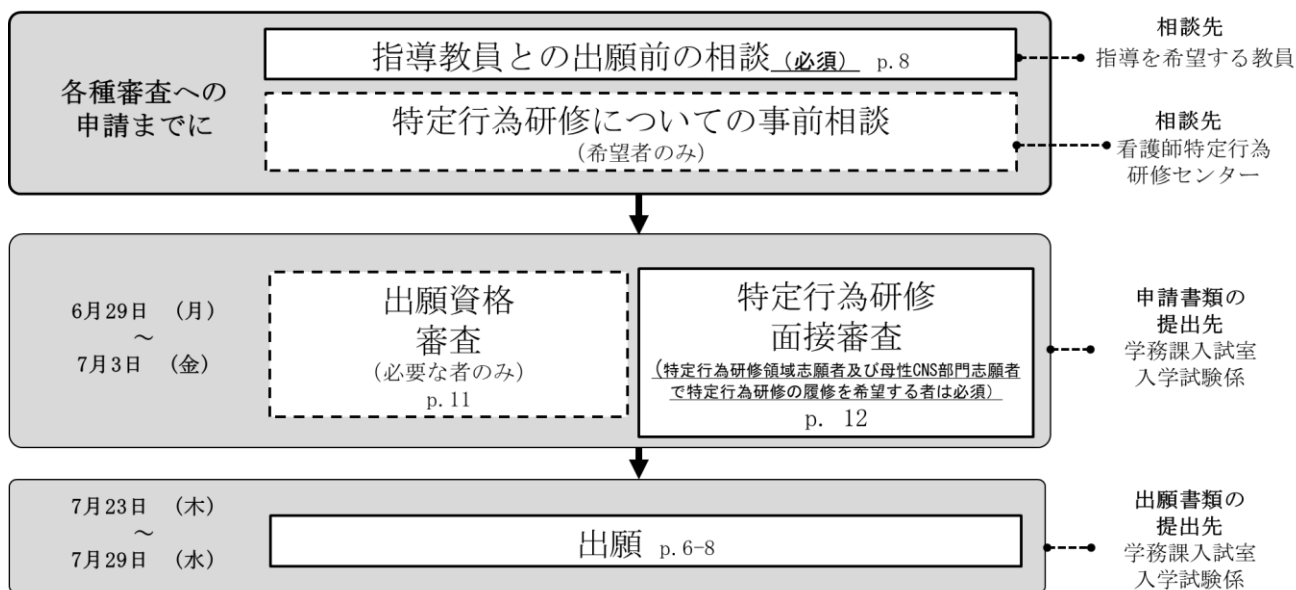 各種審査への
申請までに
指導教員との出願前の相談(必須) p.8
特定行為研修についての事前相談
(希望者のみ)
相談先
指導を希望する教員
相談先
看護師特定行為
研修センター
6月29日 (月)
~
7月3日 (金)
出願資格
審査
(必要な者のみ)
p.11
特定行為研修
面接審査
(特定行為研修領域志願者及び母性CNS部門志願者
で特定行為研修の履修を希望する者は必須)
p. 12
申請書類の
提出先
学務課入試室
入学試験係
7月23日 (木)
~
7月29日 (水)
出願 p.6-8
出願書類の
提出先
学務課入試室
入学試験係